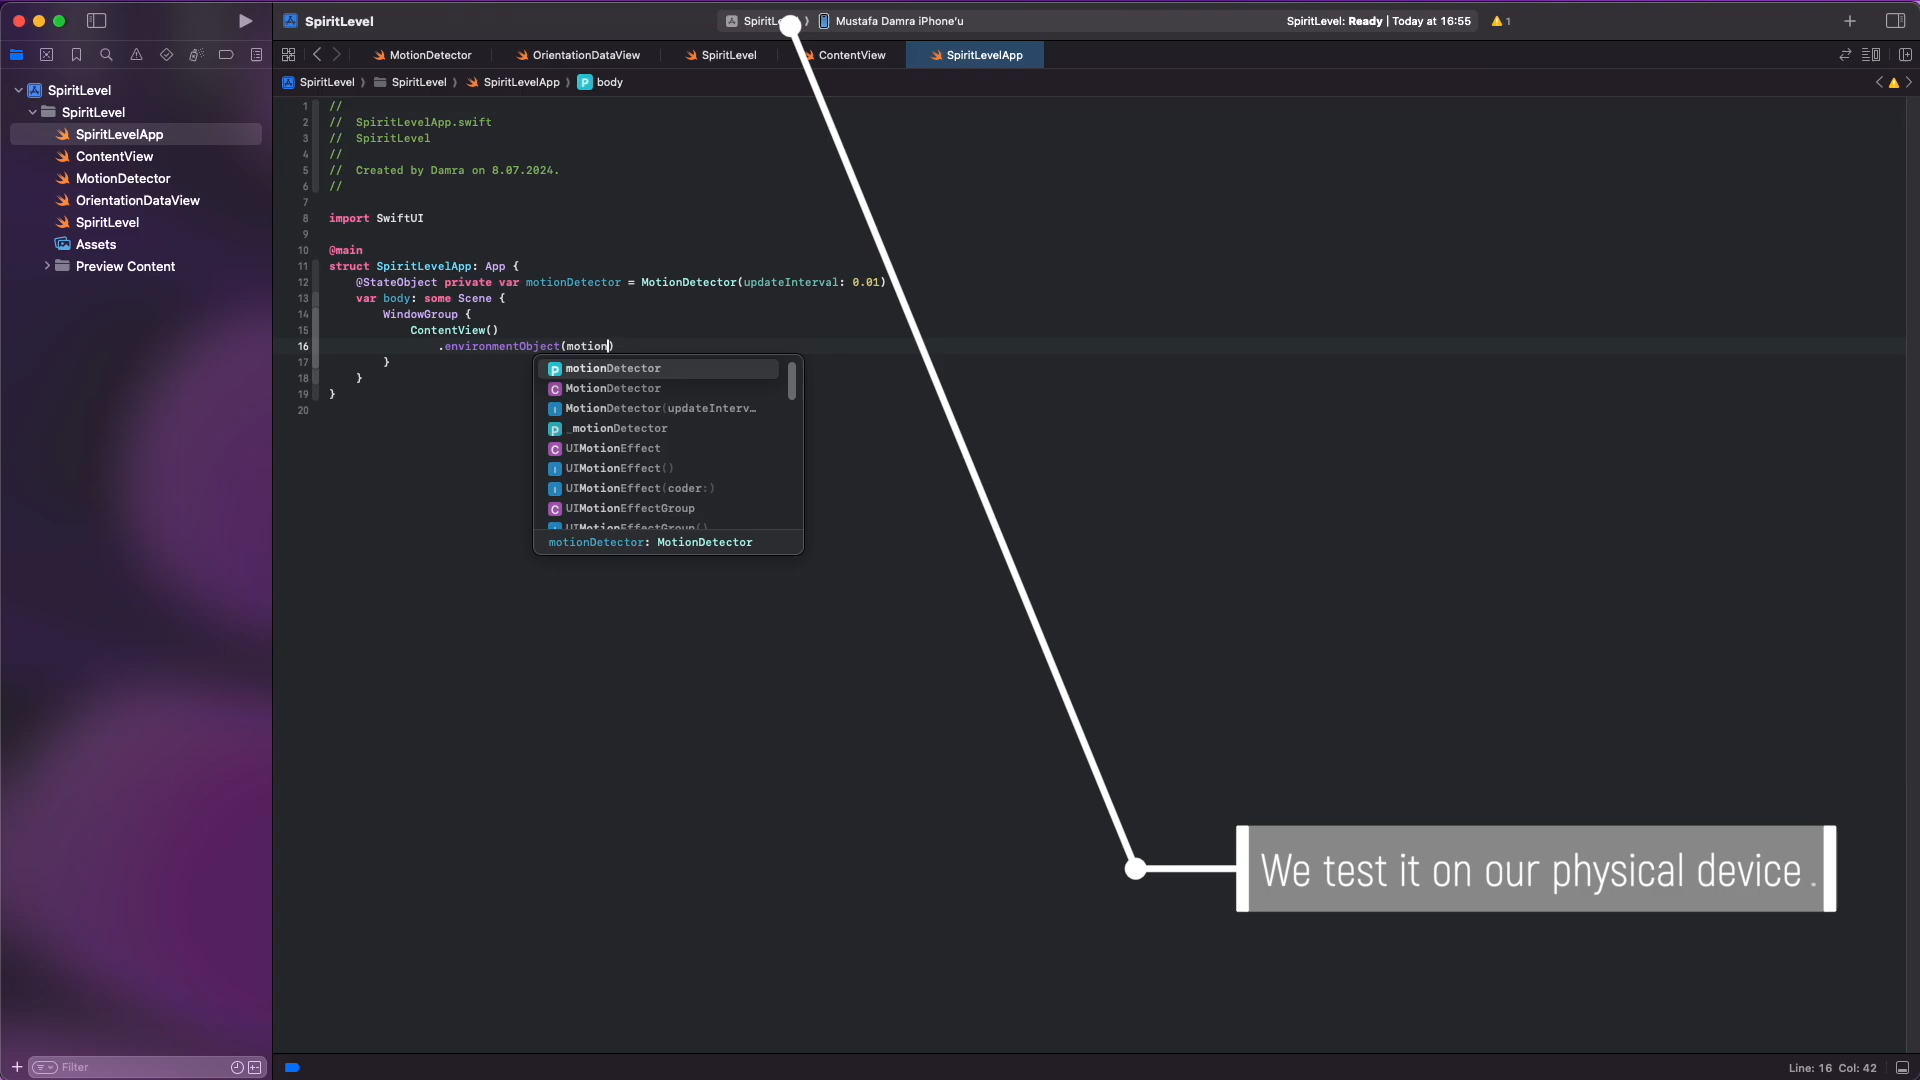 SpiritLevel
Mustafa Damra iPhone'u
SpiritLevel: Ready | Today at 16:55
1
MotionDetector
OrientationDataView
SpiritLevel
ContentView
SpiritLevelApp
SpiritLevel
SpiritLevel
SpiritLevelApp
body
SpiritLevel
SpiritLevel
SpiritLevelApp
ContentView
MotionDetector
OrientationDataView
SpiritLevel
Assets
Preview Content
1 //
2 // SpiritLevelApp.swift
3 // SpiritLevel
4 //
5 // Created by Damra on 8.07.2024.
6 //
7
8 import SwiftUI
9
10 @main
11 struct SpiritLevelApp: App {
12 @StateObject private var motionDetector = MotionDetector(updateInterval: 0.01)
13 var body: some Scene {
14 WindowGroup {
15 ContentView()
16 .environmentObject(motion)
17 }
18 }
19 }
20
motionDetector
MotionDetector
MotionDetector(updateInterv…
_motionDetector
UIMotionEffect
UIMotionEffect()
UIMotionEffect(coder:)
UIMotionEffectGroup
UIMotionEffectGroup()
motionDetector: MotionDetector
We test it on our physical device .
Filter
Line: 16 Col: 42